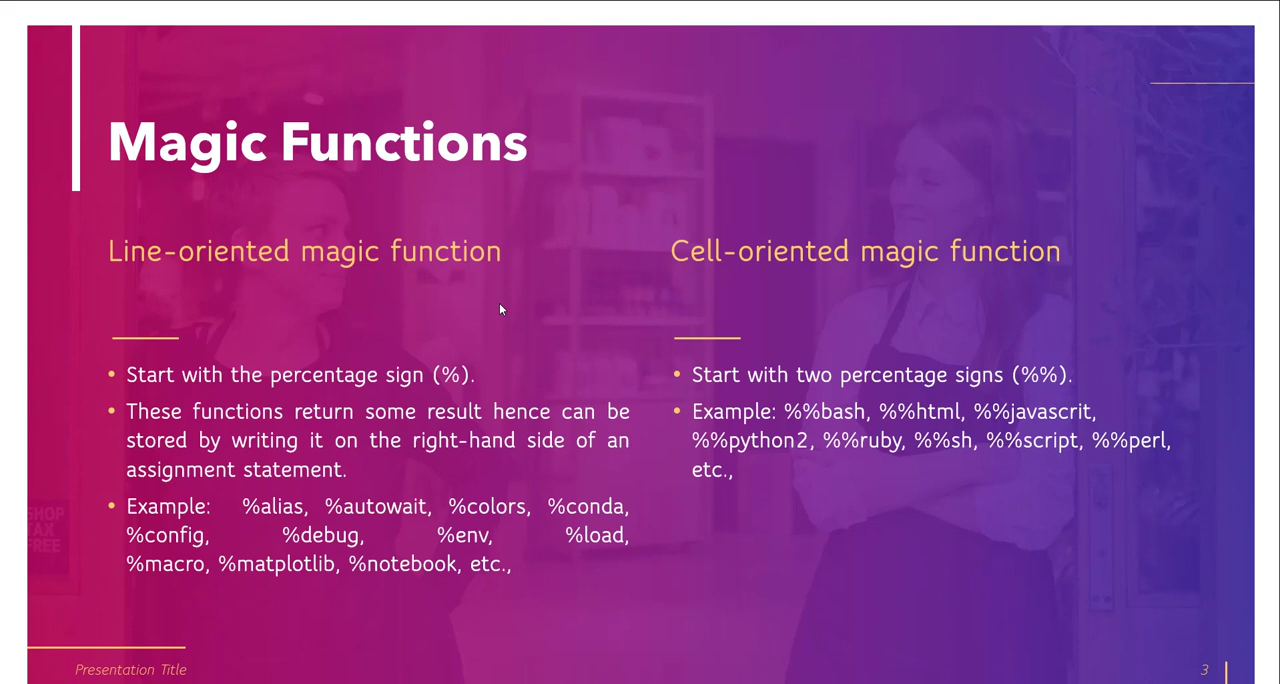 Magic Functions
Line-oriented magic function
• Start with the percentage sign (%).
• These functions return some result hence can be
stored by writing it on the right-hand side of an
assignment statement.
• Example: %alias, %autowait, %colors, %conda,
%config, %debug, %env, %load,
%macro, %matplotlib, %notebook, etc.,
Cell-oriented magic function
• Start with two percentage signs (%%).
• Example: %%bash, %%html, %%javascrit,
%%python2, %%ruby, %%sh, %%script, %%perl,
etc.,
SHOP
TAX
FREE
Presentation Title
3